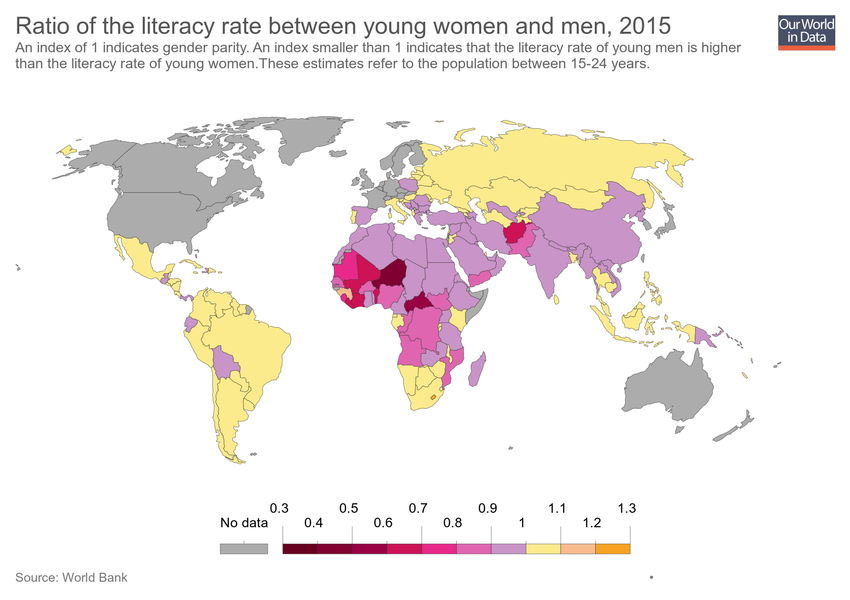 Ratio of the literacy rate between young women and men, 2015
Our World
in Data
An index of 1 indicates gender parity. An index smaller than 1 indicates that the literacy rate of young men is higher
than the literacy rate of young women.These estimates refer to the population between 15-24 years.
0.3 0.5 0.7 0.9 1.1 1.3
No data 0.4 0.6 0.8 1 1.2
Source: World Bank